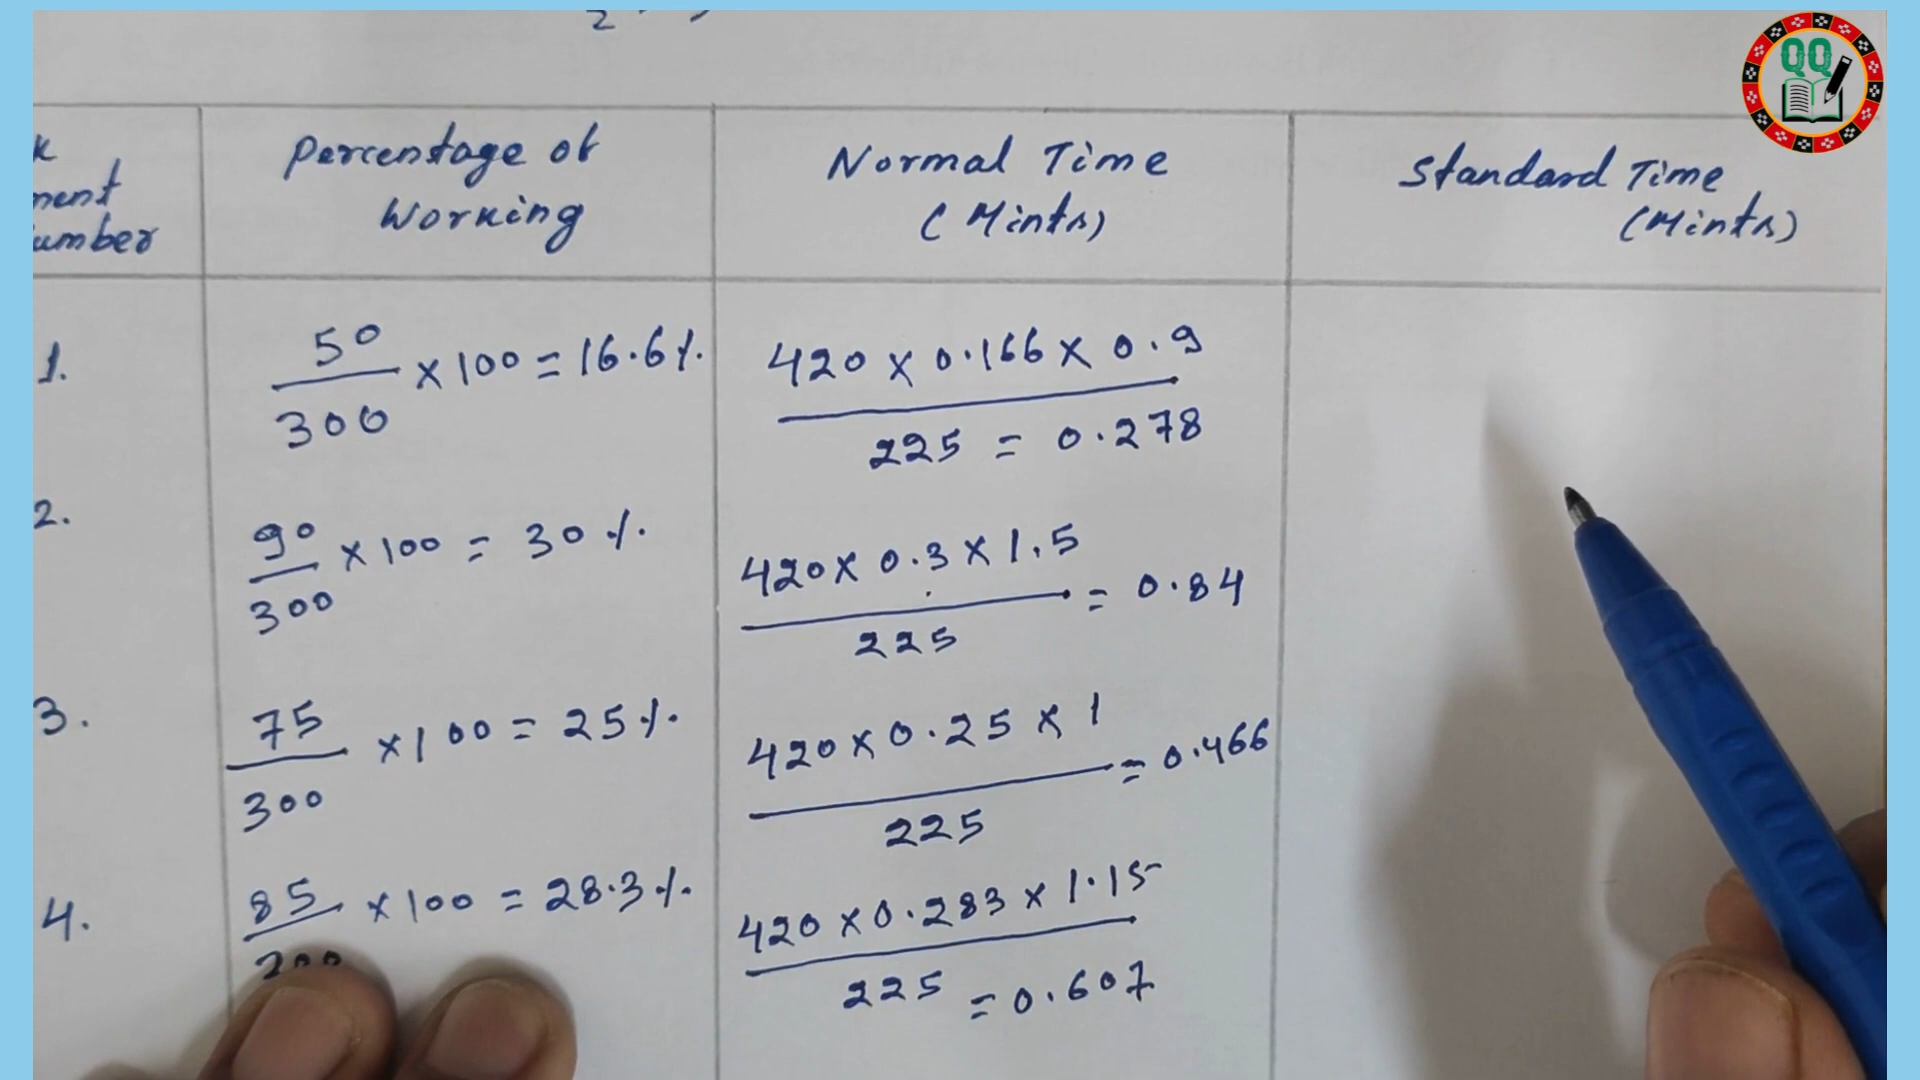 QQ
Percentage of
Working
Normal Time
(Mints)
Standard Time
(Mints)
ment
umber
1.
50
300
×100 = 16.6%.
420 × 0.166 × 0.9
225 = 0.278
2.
90
300
×100 = 30%.
420 × 0.3 × 1.5
225
= 0.84
3.
75
300
×100 = 25%.
420 × 0.25 × 1
225
= 0.466
4.
85
×100 = 28.3%.
420 × 0.283 × 1.15
225 = 0.607